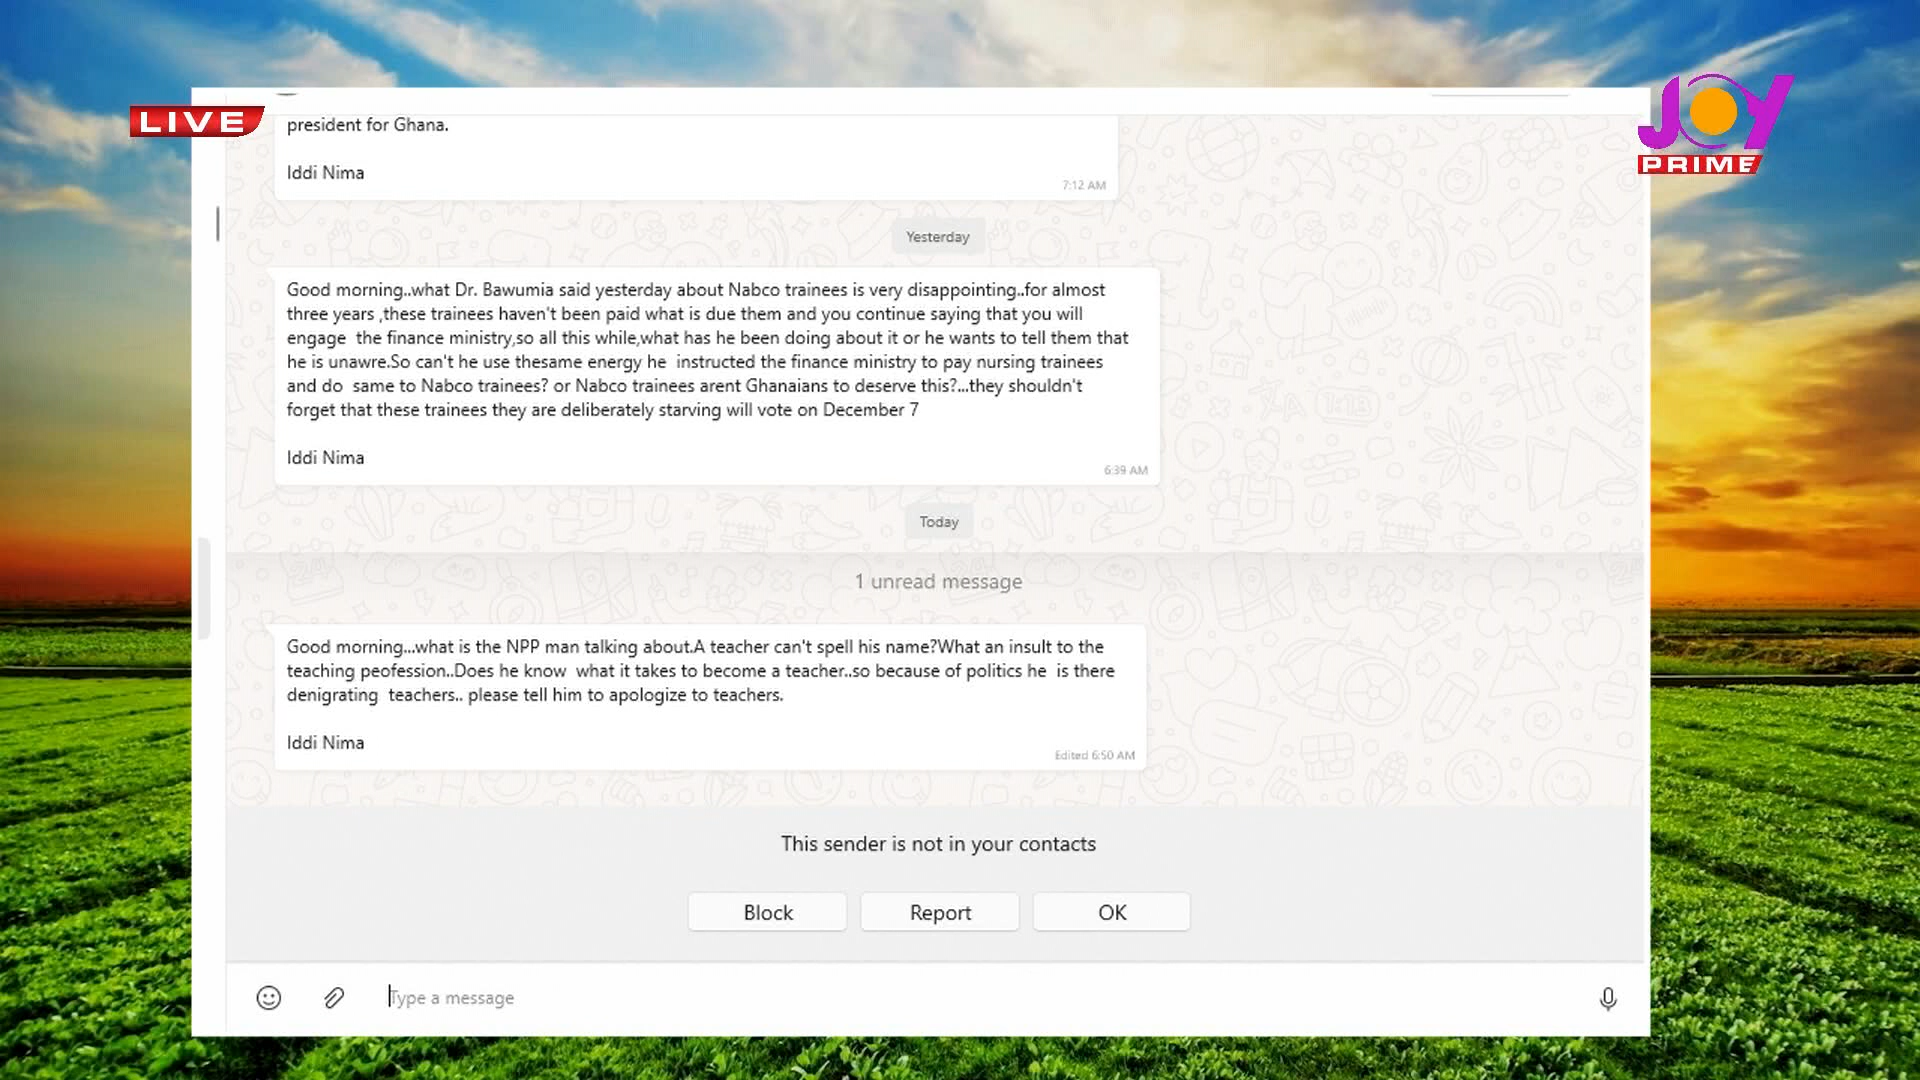 LIVE
JOY
PRIME
president for Ghana.
Iddi Nima
7:12 AM
Yesterday
Good morning..what Dr. Bawumia said yesterday about Nabco trainees is very disappointing..for almost
three years ,these trainees haven't been paid what is due them and you continue saying that you will
engage  the finance ministry,so all this while,what has he been doing about it or he wants to tell them that
he is unawre.So can't he use thesame energy he  instructed the finance ministry to pay nursing trainees
and do  same to Nabco trainees? or Nabco trainees arent Ghanaians to deserve this?...they shouldn't
forget that these trainees they are deliberately starving will vote on December 7
Iddi Nima
6:39 AM
Today
1 unread message
Good morning...what is the NPP man talking about.A teacher can't spell his name?What an insult to the
teaching peofession..Does he know  what it takes to become a teacher..so because of politics he  is there
denigrating  teachers.. please tell him to apologize to teachers.
Iddi Nima
Edited 6:50 AM
This sender is not in your contacts
Block
Report
OK
Type a message